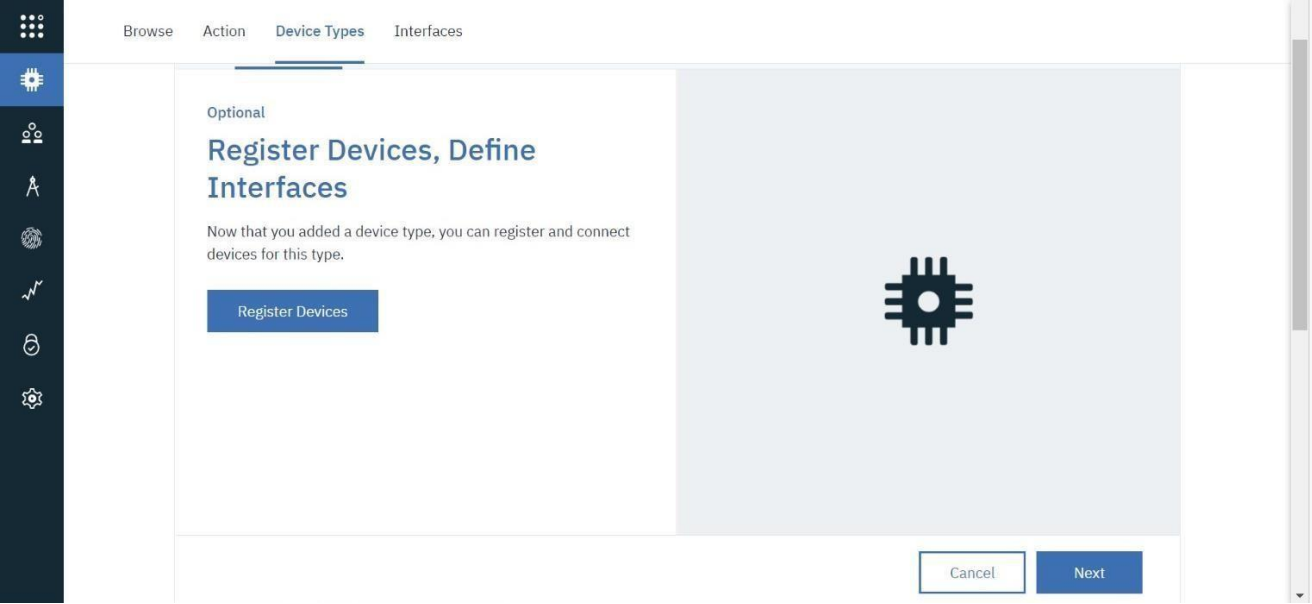 Browse Action Device Types Interfaces
Optional
Register Devices, Define
Interfaces
Now that you added a device type, you can register and connect
devices for this type.
Register Devices
Cancel Next